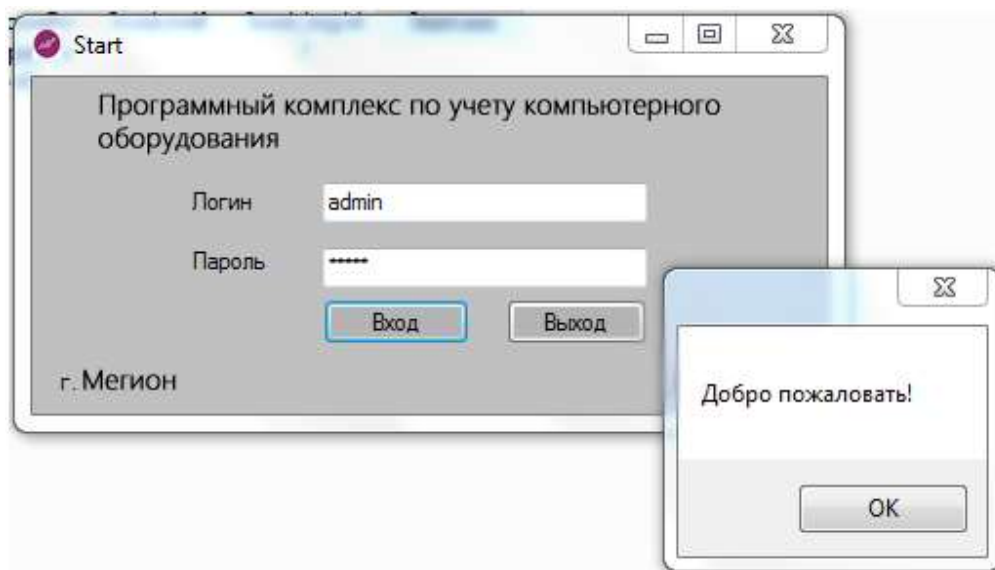 Start
Программный комплекс по учету компьютерного
оборудования
Логин
admin
Пароль
•••••
Вход
Выход
г. Мегион
Добро пожаловать!
OK